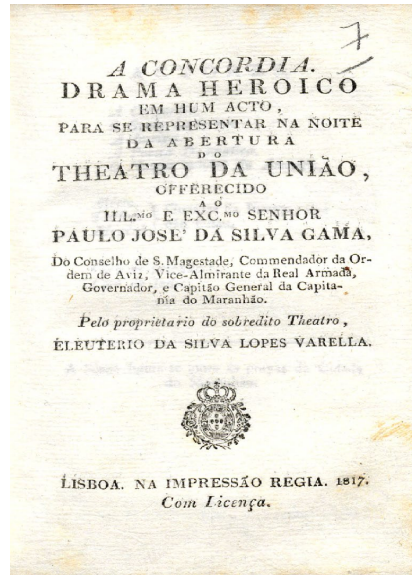 7
A CONCORDIA.
DRAMA HEROICO
EM HUM ACTO,
PARA SE REPRESENTAR NA NOITE
DA ABERTURA
DO
THEATRO DA UNIÃO,
OFFERECIDO
AO
ILL.MO E EXC.MO SENHOR
PAULO JOSE' DA SILVA GAMA,
Do Conselho de S. Magestade, Commendador da Or-
dem de Aviz, Vice-Almirante da Real Armada,
Governador, e Capitão General da Capita-
nia do Maranhão.
Pelo proprietario do sobredito Theatro,
ELEUTERIO DA SILVA LOPES VARELLA.
LISBOA. NA IMPRESSÃO REGIA. 1817.
Com Licença.